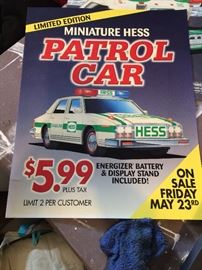 LIMITED EDITION
MINIATURE HESS
PATROL
CAR
HESS
HESS
$5.99
PLUS TAX
LIMIT 2 PER CUSTOMER
ENERGIZER BATTERY
& DISPLAY STAND
INCLUDED!
ON
SALE
FRIDAY
MAY 23RD